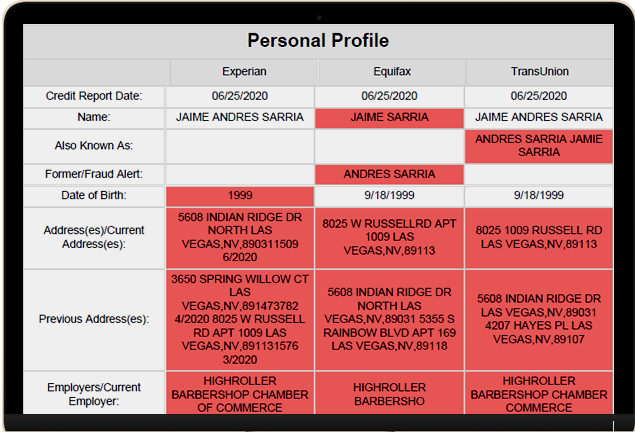 Personal Profile
Experian Equifax TransUnion
Credit Report Date: 06/25/2020 06/25/2020 06/25/2020
Name: JAIME ANDRES SARRIA JAIME SARRIA JAIME ANDRES SARRIA
Also Known As:
ANDRES SARRIA JAMIE
SARRIA
Former/Fraud Alert: ANDRES SARRIA
Date of Birth: 1999 9/18/1999 9/18/1999
Address(es)/Current
Address(es):
5608 INDIAN RIDGE DR
NORTH LAS
VEGAS,NV,890311509
6/2020
8025 W RUSSELLRD APT
1009 LAS
VEGAS,NV,89113
8025 1009 RUSSELL RD
LAS VEGAS,NV,89113
Previous Address(es):
3650 SPRING WILLOW CT
LAS
VEGAS,NV,891473782
4/2020 8025 W RUSSELL
RD APT 1009 LAS
VEGAS,NV,891131576
3/2020
5608 INDIAN RIDGE DR
NORTH LAS
VEGAS,NV,89031 5355 S
RAINBOW BLVD APT 169
LAS VEGAS,NV,89118
5608 INDIAN RIDGE DR
LAS VEGAS,NV,89031
4207 HAYES PL LAS
VEGAS,NV,89107
Employers/Current
Employer:
HIGHROLLER
BARBERSHOP CHAMBER
OF COMMERCE
HIGHROLLER
BARBERSHO
HIGHROLLER
BARBERSHOP CHAMBER
COMMERCE